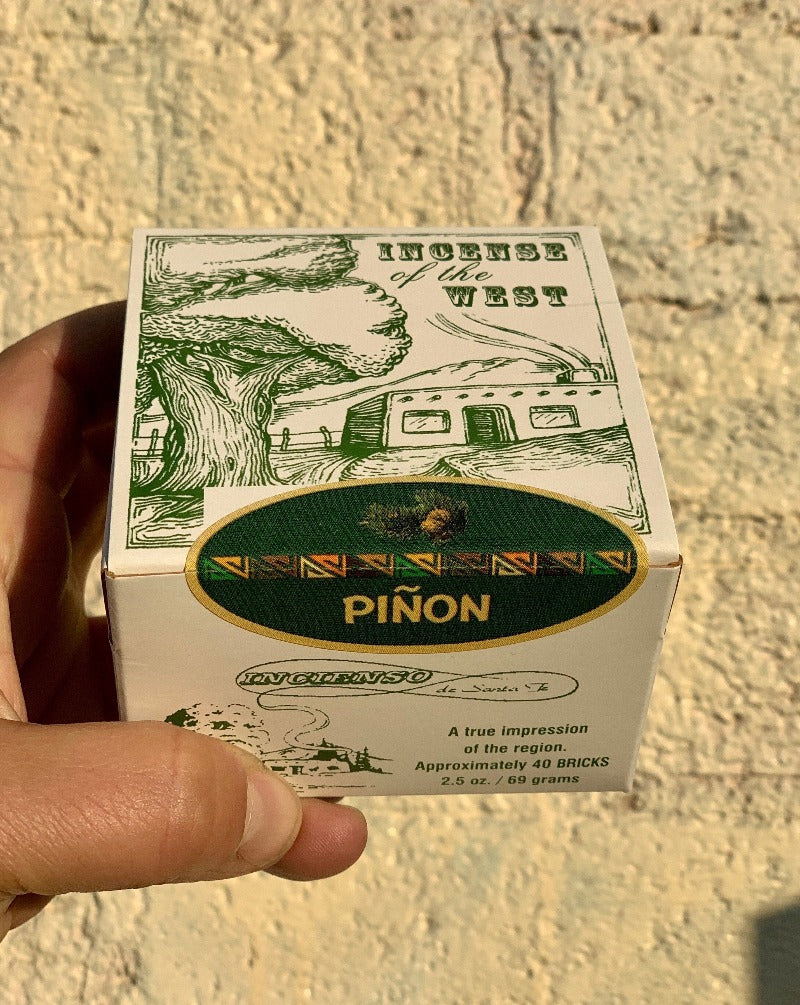 INCENSE
of the
WEST
PIÑON
INCIENSO de Santa Fe
A true impression
of the region.
Approximately 40 BRICKS
2.5 oz. / 69 grams